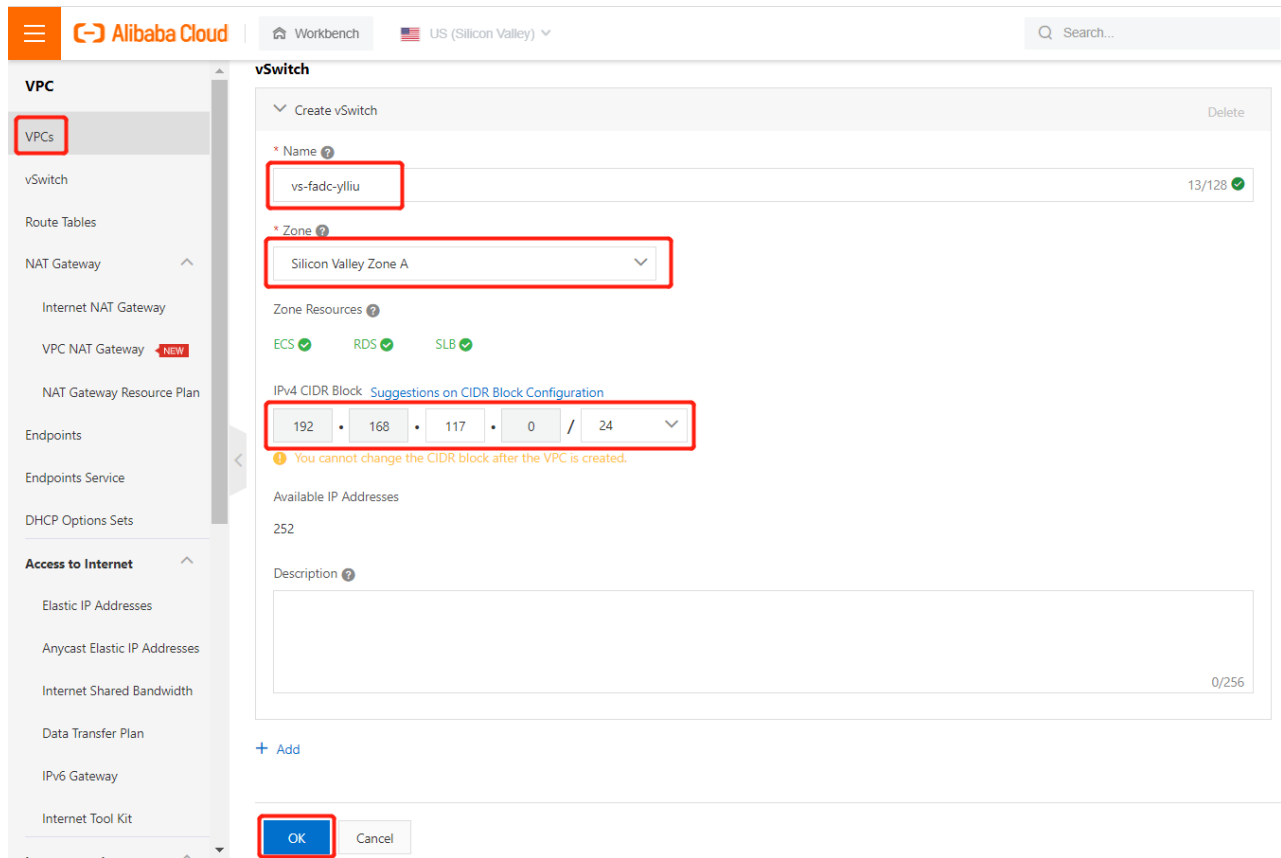 Alibaba Cloud
Workbench
US (Silicon Valley)
Search...
VPC
VPCs
vSwitch
Route Tables
NAT Gateway
Internet NAT Gateway
VPC NAT Gateway NEW
NAT Gateway Resource Plan
Endpoints
Endpoints Service
DHCP Options Sets
Access to Internet
Elastic IP Addresses
Anycast Elastic IP Addresses
Internet Shared Bandwidth
Data Transfer Plan
IPv6 Gateway
Internet Tool Kit
vSwitch
Create vSwitch
Delete
* Name
vs-fadc-ylliu
13/128
* Zone
Silicon Valley Zone A
Zone Resources
ECS RDS SLB
IPv4 CIDR Block Suggestions on CIDR Block Configuration
192 • 168 • 117 • 0 / 24
You cannot change the CIDR block after the VPC is created.
Available IP Addresses
252
Description
0/256
+ Add
OK
Cancel